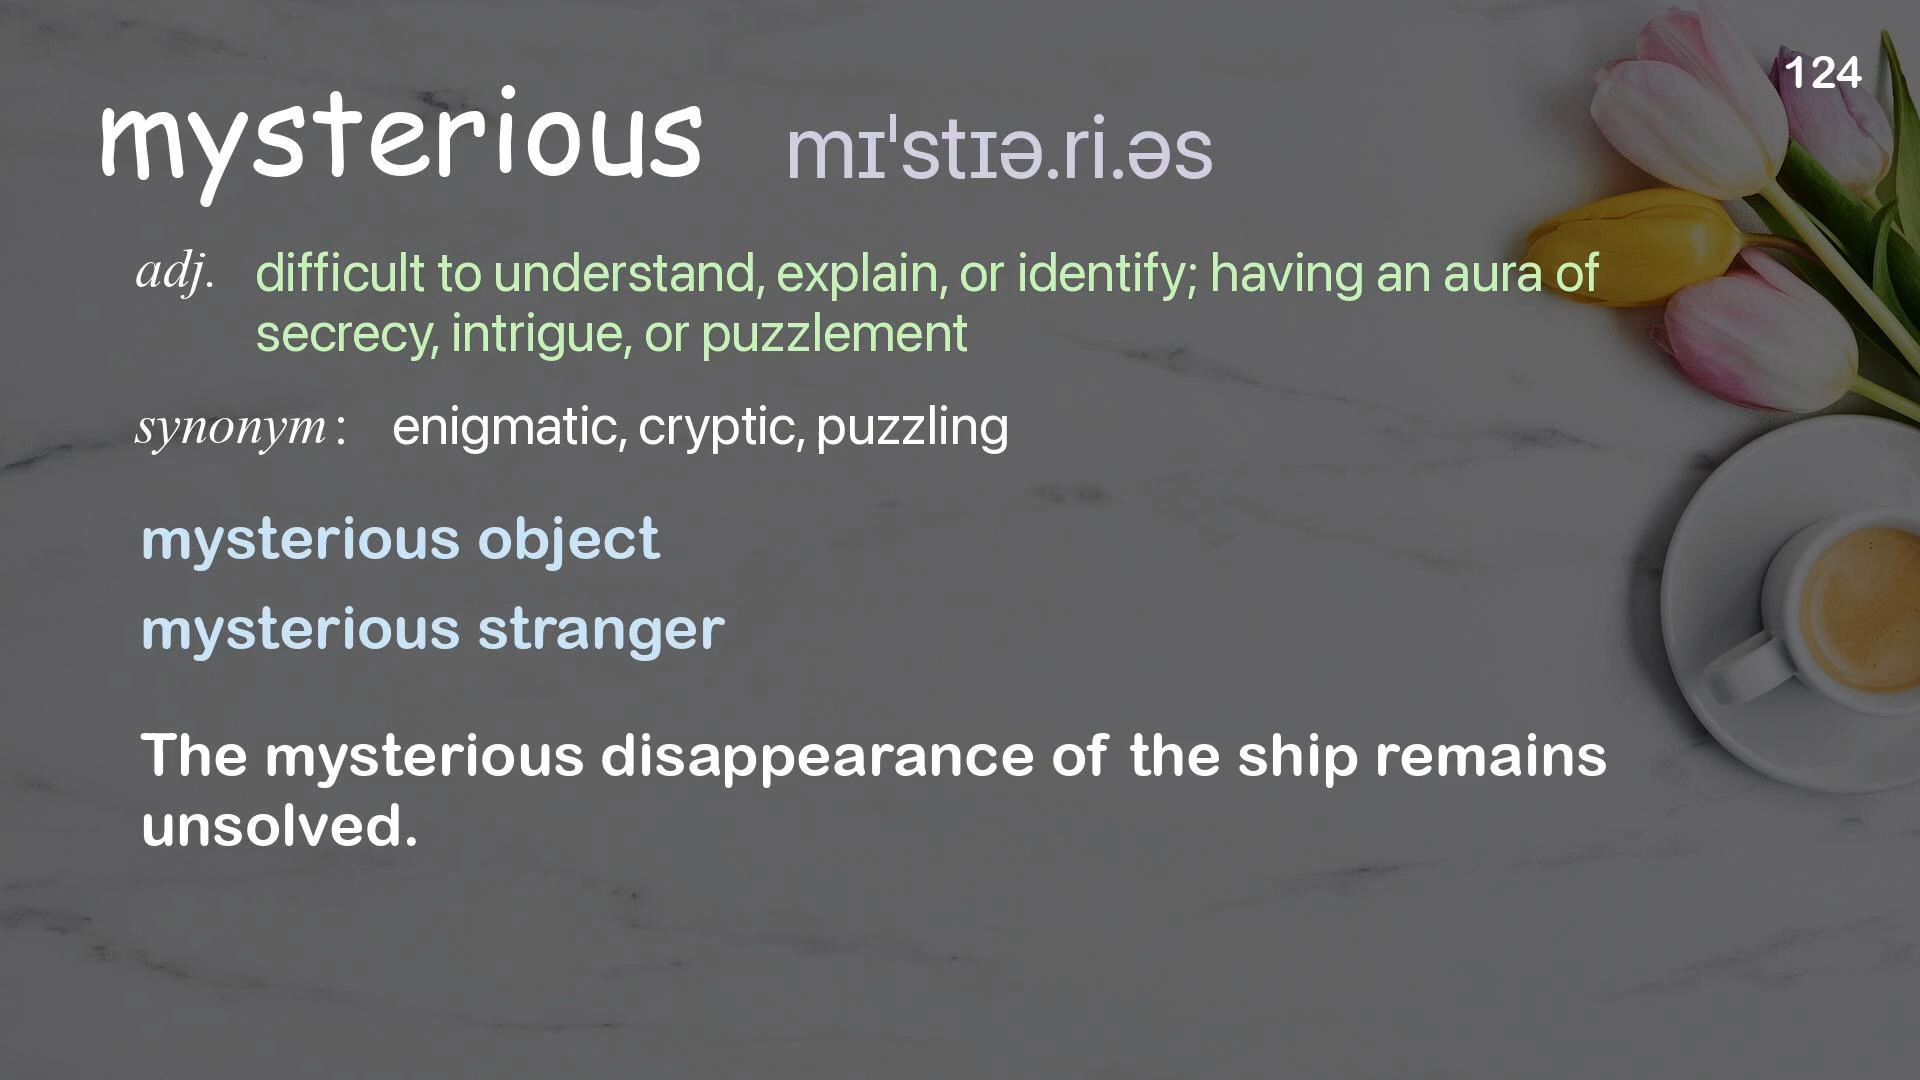 124
mysterious mɪˈstɪə.ri.əs
adj. difficult to understand, explain, or identify; having an aura of
secrecy, intrigue, or puzzlement
synonym : enigmatic, cryptic, puzzling
mysterious object
mysterious stranger
The mysterious disappearance of the ship remains
unsolved.